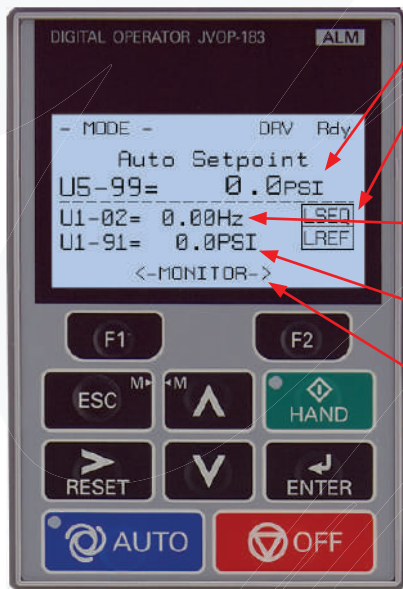 DIGITAL OPERATOR JVOP-183 ALM
- MODE - DRV Rdy
Auto Setpoint
U5-99= 0.0PSI
U1-02= 0.00Hz LSEQ
U1-91= 0.0PSI LREF
<-MONITOR->
F1 F2
ESC M▸ ◂M HAND
> RESET ENTER
AUTO OFF